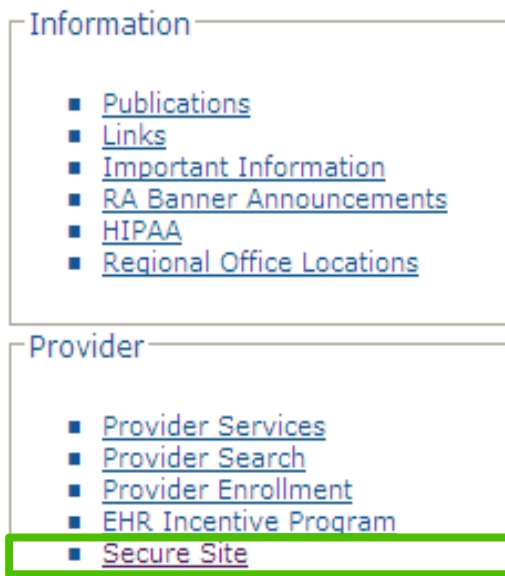 Information
Publications
Links
Important Information
RA Banner Announcements
HIPAA
Regional Office Locations
Provider
Provider Services
Provider Search
Provider Enrollment
EHR Incentive Program
Secure Site